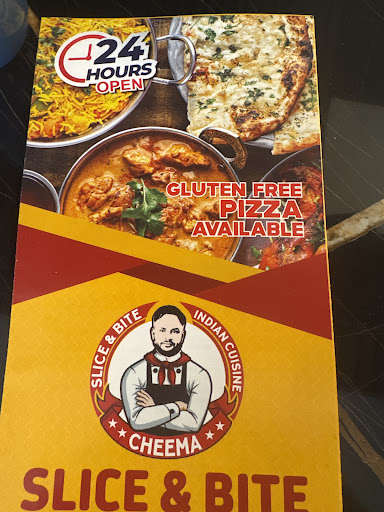 24
HOURS
OPEN
GLUTEN FREE
PIZZA
AVAILABLE
SLICE & BITE
INDIAN CUISINE
CHEEMA
SLICE & BITE